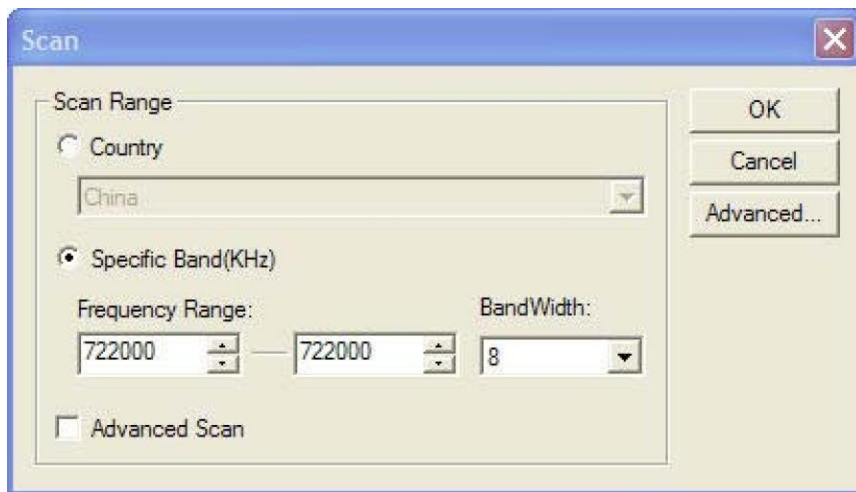 Scan
Scan Range
Country
China
Specific Band(KHz)
Frequency Range:
BandWidth:
722000
722000
8
Advanced Scan
OK
Cancel
Advanced...